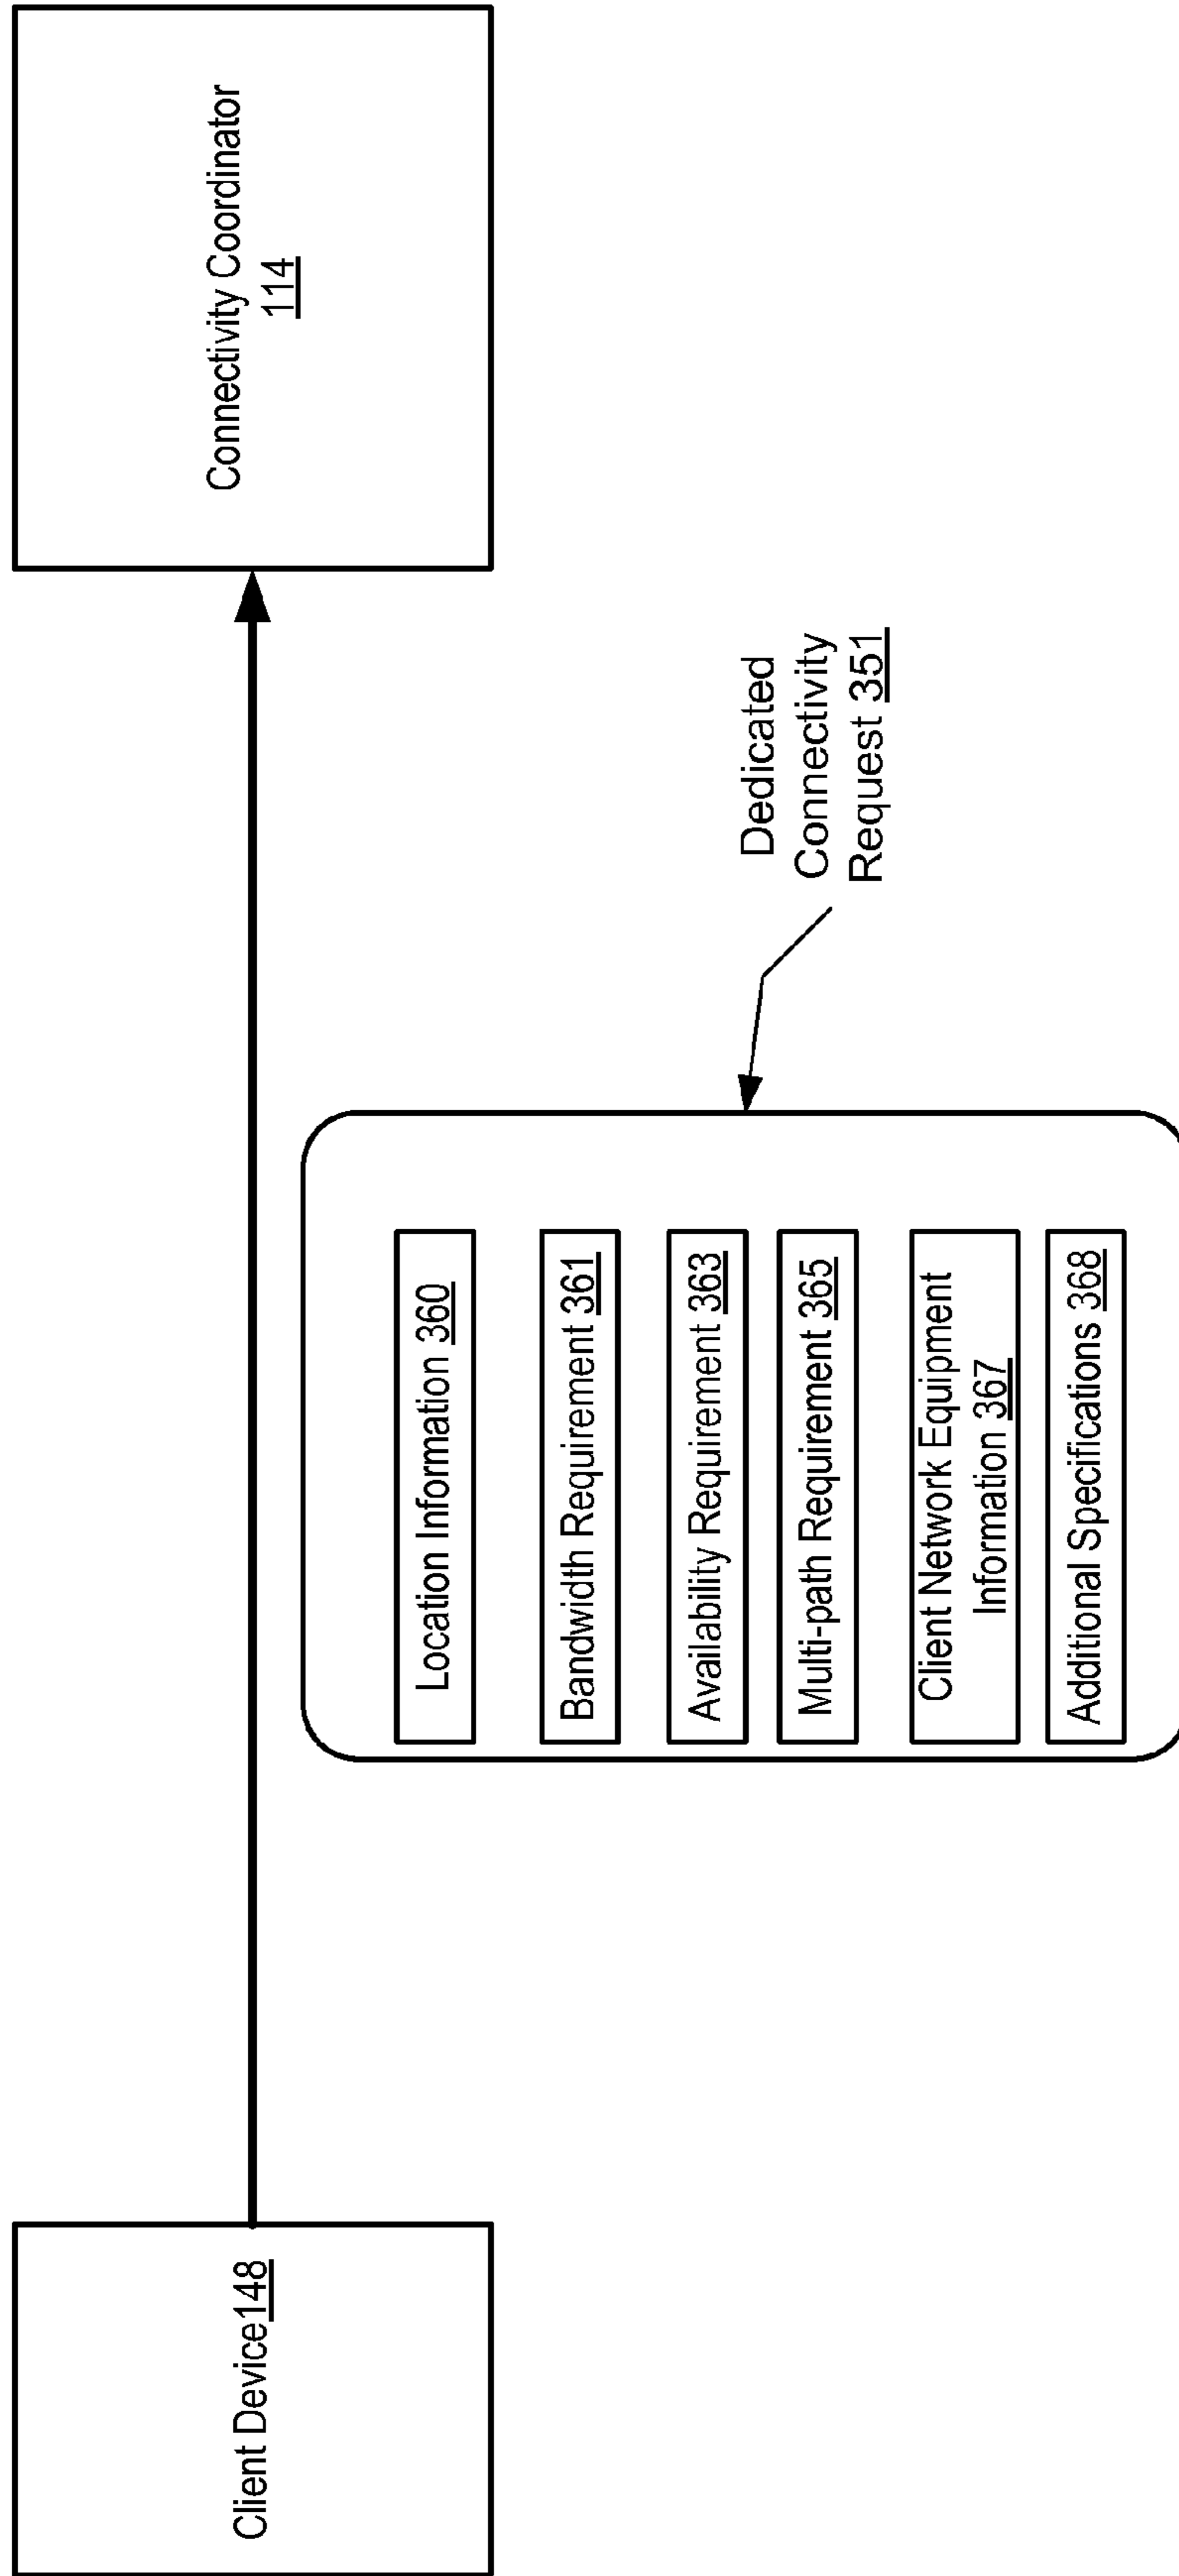 Client Device148
Connectivity Coordinator
114
Dedicated
Connectivity
Request 351
Location Information 360
Bandwidth Requirement 361
Availability Requirement 363
Multi-path Requirement 365
Client Network Equipment
Information 367
Additional Specifications 368